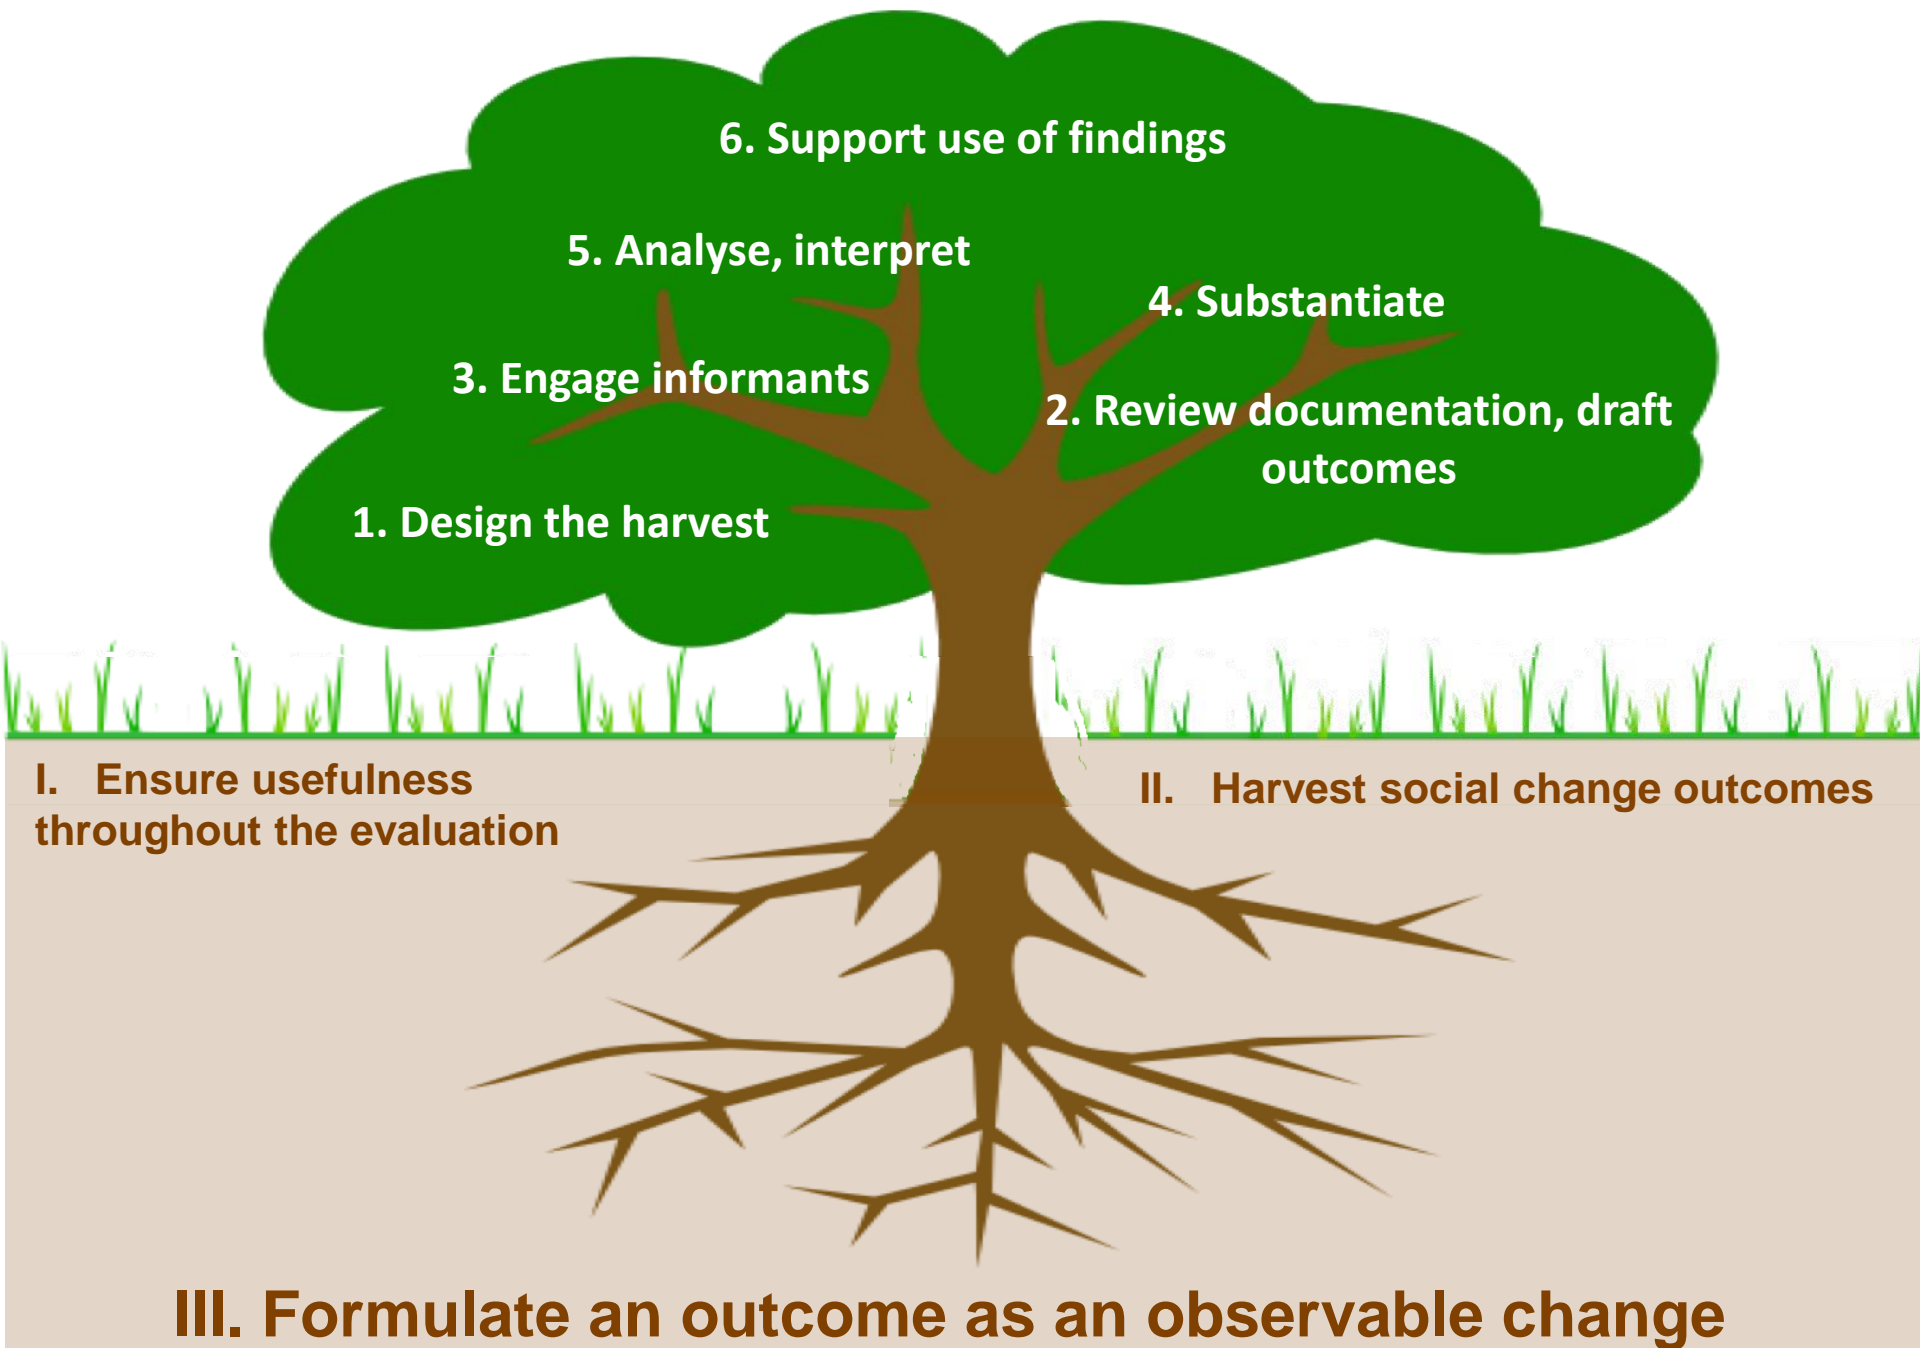 6. Support use of findings
5. Analyse, interpret
4. Substantiate
3. Engage informants
2. Review documentation, draft
outcomes
1. Design the harvest
I. Ensure usefulness
throughout the evaluation
II. Harvest social change outcomes
III. Formulate an outcome as an observable change